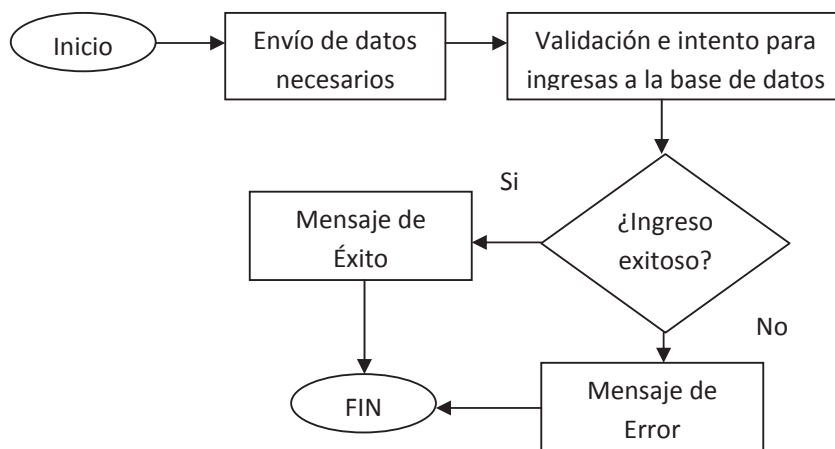 Inicio
Envío de datos
necesarios
Validación e intento para
ingresas a la base de datos
Si
¿Ingreso
exitoso?
Mensaje de
Éxito
No
Mensaje de
Error
FIN